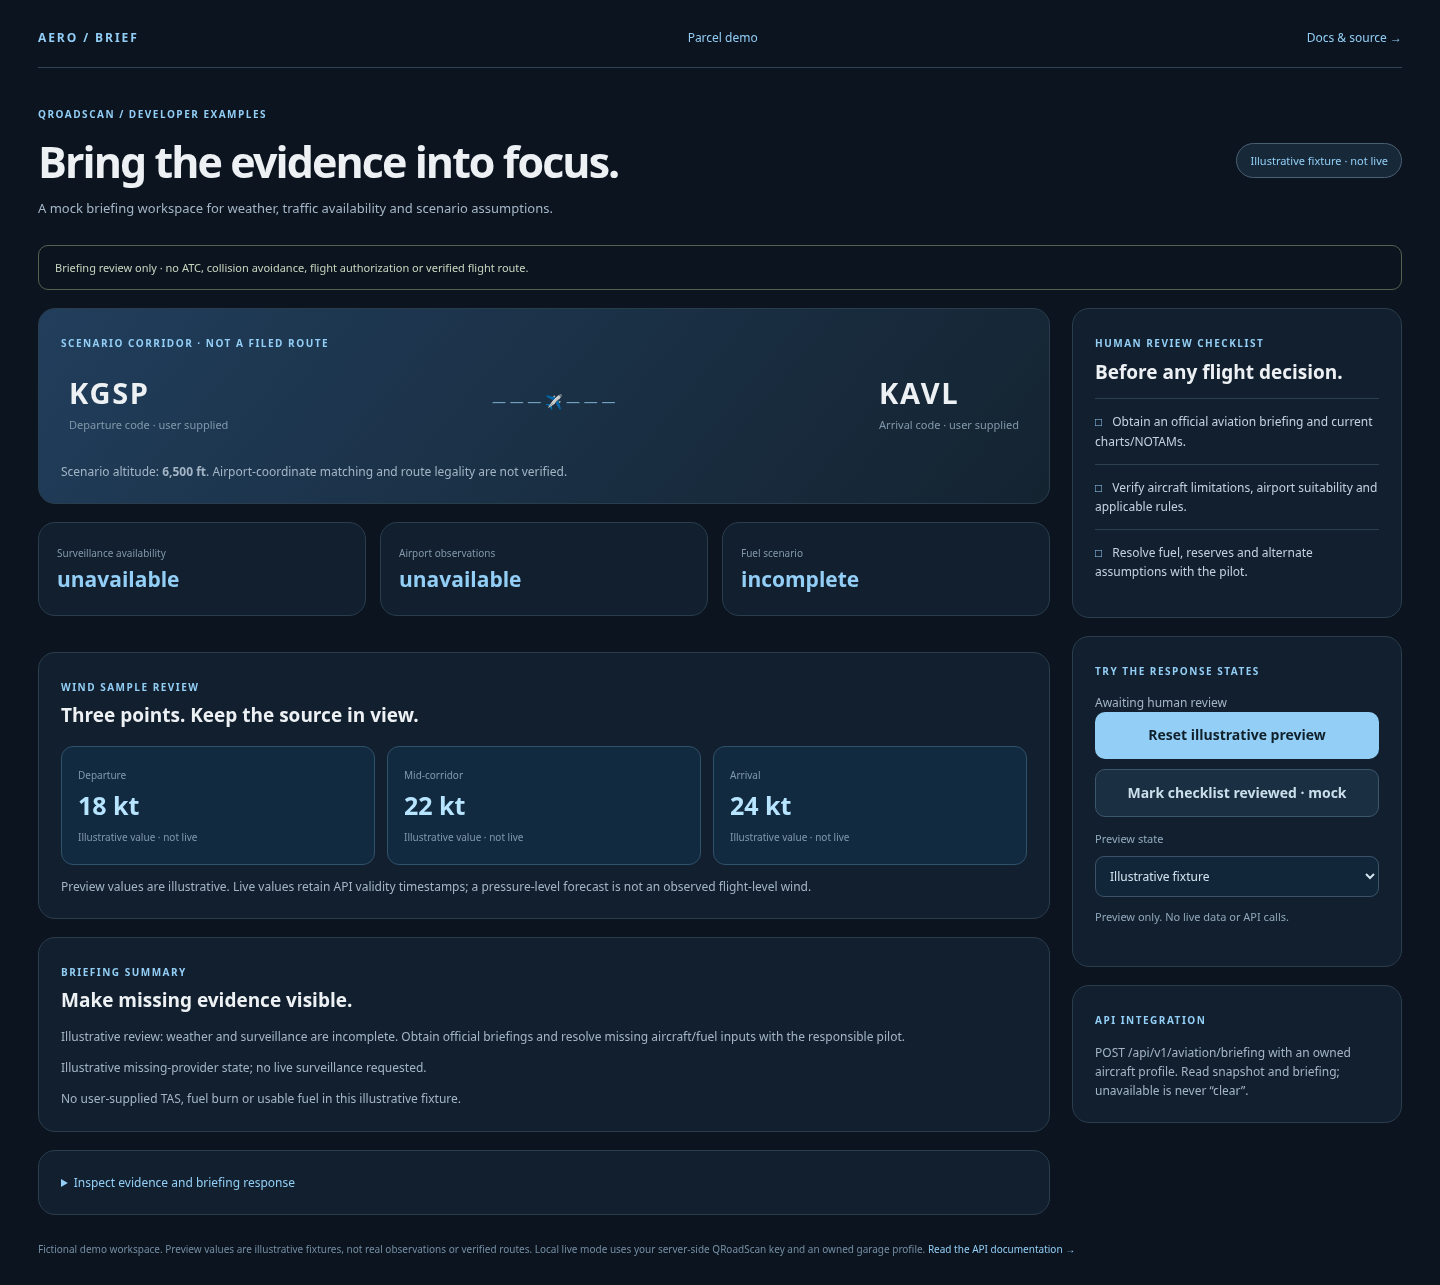 AERO / BRIEF
Parcel demo
Docs & source →
QROADSCAN / DEVELOPER EXAMPLES
Bring the evidence into focus.
Illustrative fixture · not live
A mock briefing workspace for weather, traffic availability and scenario assumptions.
Briefing review only · no ATC, collision avoidance, flight authorization or verified flight route.
SCENARIO CORRIDOR · NOT A FILED ROUTE
KGSP
Departure code · user supplied
KAVL
Arrival code · user supplied
Scenario altitude: 6,500 ft. Airport-coordinate matching and route legality are not verified.
Surveillance availability
unavailable
Airport observations
unavailable
Fuel scenario
incomplete
WIND SAMPLE REVIEW
Three points. Keep the source in view.
Departure
18 kt
Illustrative value · not live
Mid-corridor
22 kt
Illustrative value · not live
Arrival
24 kt
Illustrative value · not live
Preview values are illustrative. Live values retain API validity timestamps; a pressure-level forecast is not an observed flight-level wind.
BRIEFING SUMMARY
Make missing evidence visible.
Illustrative review: weather and surveillance are incomplete. Obtain official briefings and resolve missing aircraft/fuel inputs with the responsible pilot.
Illustrative missing-provider state; no live surveillance requested.
No user-supplied TAS, fuel burn or usable fuel in this illustrative fixture.
Inspect evidence and briefing response
HUMAN REVIEW CHECKLIST
Before any flight decision.
□ Obtain an official aviation briefing and current
charts/NOTAMs.
□ Verify aircraft limitations, airport suitability and
applicable rules.
□ Resolve fuel, reserves and alternate
assumptions with the pilot.
TRY THE RESPONSE STATES
Awaiting human review
Reset illustrative preview
Mark checklist reviewed · mock
Preview state
Illustrative fixture
Preview only. No live data or API calls.
API INTEGRATION
POST /api/v1/aviation/briefing with an owned
aircraft profile. Read snapshot and briefing;
unavailable is never “clear”.
Fictional demo workspace. Preview values are illustrative fixtures, not real observations or verified routes. Local live mode uses your server-side QRoadScan key and an owned garage profile. Read the API documentation →